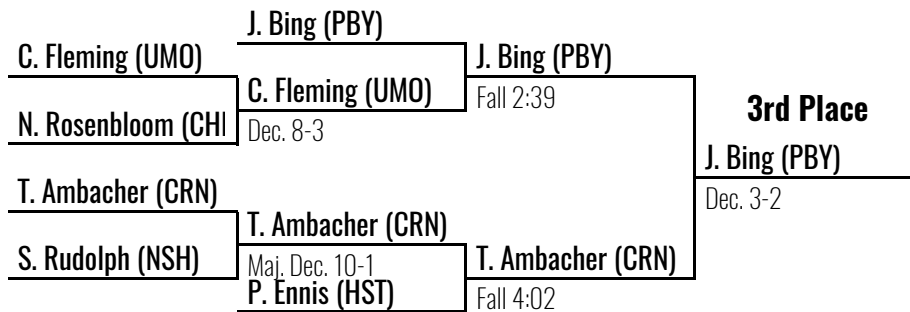 J. Bing (PBY)
C. Fleming (UMO)
J. Bing (PBY)
C. Fleming (UMO)
Fall 2:39
3rd Place
N. Rosenbloom (CH
Dec. 8-3
J. Bing (PBY)
T. Ambacher (CRN)
Dec. 3-2
T. Ambacher (CRN)
S. Rudolph (NSH)
Maj. Dec. 10-1
T. Ambacher (CRN)
P. Ennis (HST)
Fall 4:02